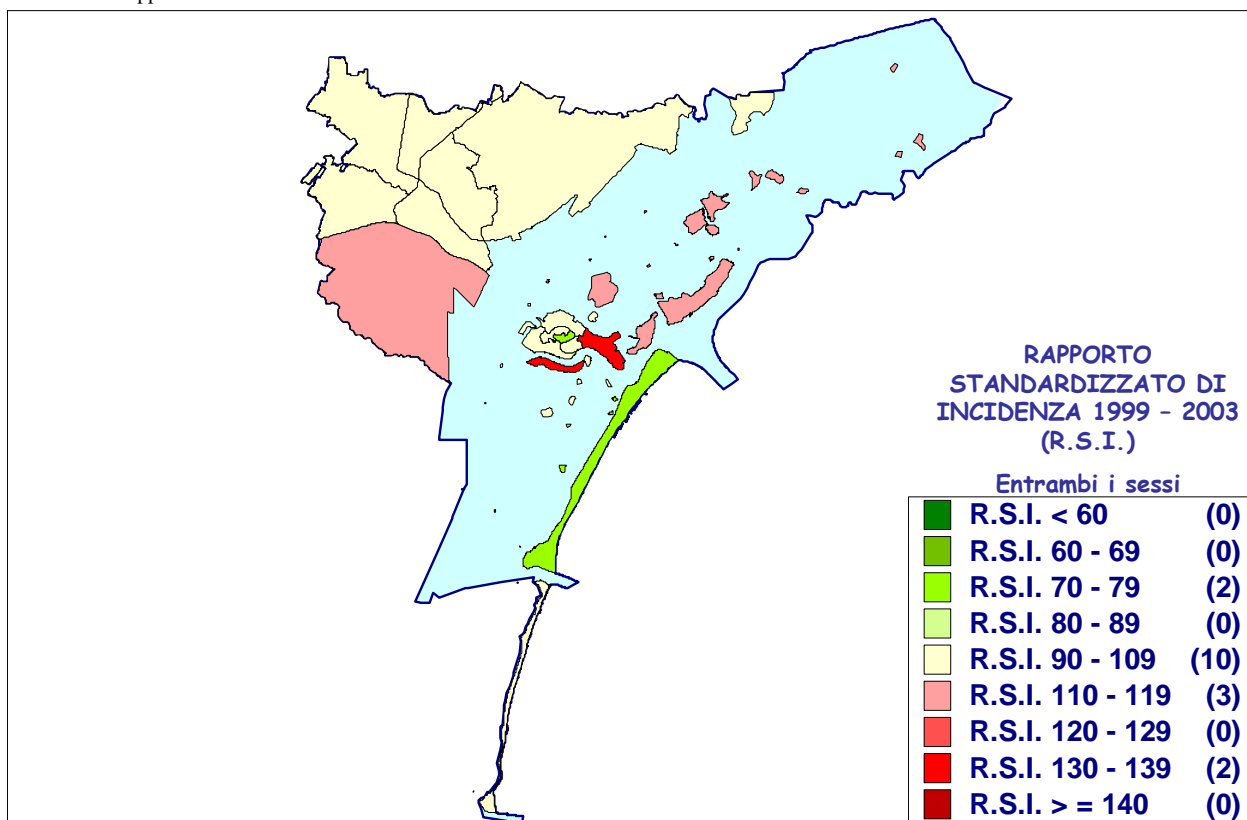 RAPPORTO
STANDARDIZZATO DI
INCIDENZA 1999 - 2003
(R.S.I.)
Entrambi i sessi
R.S.I. < 60 (0)
R.S.I. 60 - 69 (0)
R.S.I. 70 - 79 (2)
R.S.I. 80 - 89 (0)
R.S.I. 90 - 109 (10)
R.S.I. 110 - 119 (3)
R.S.I. 120 - 129 (0)
R.S.I. 130 - 139 (2)
R.S.I. > = 140 (0)